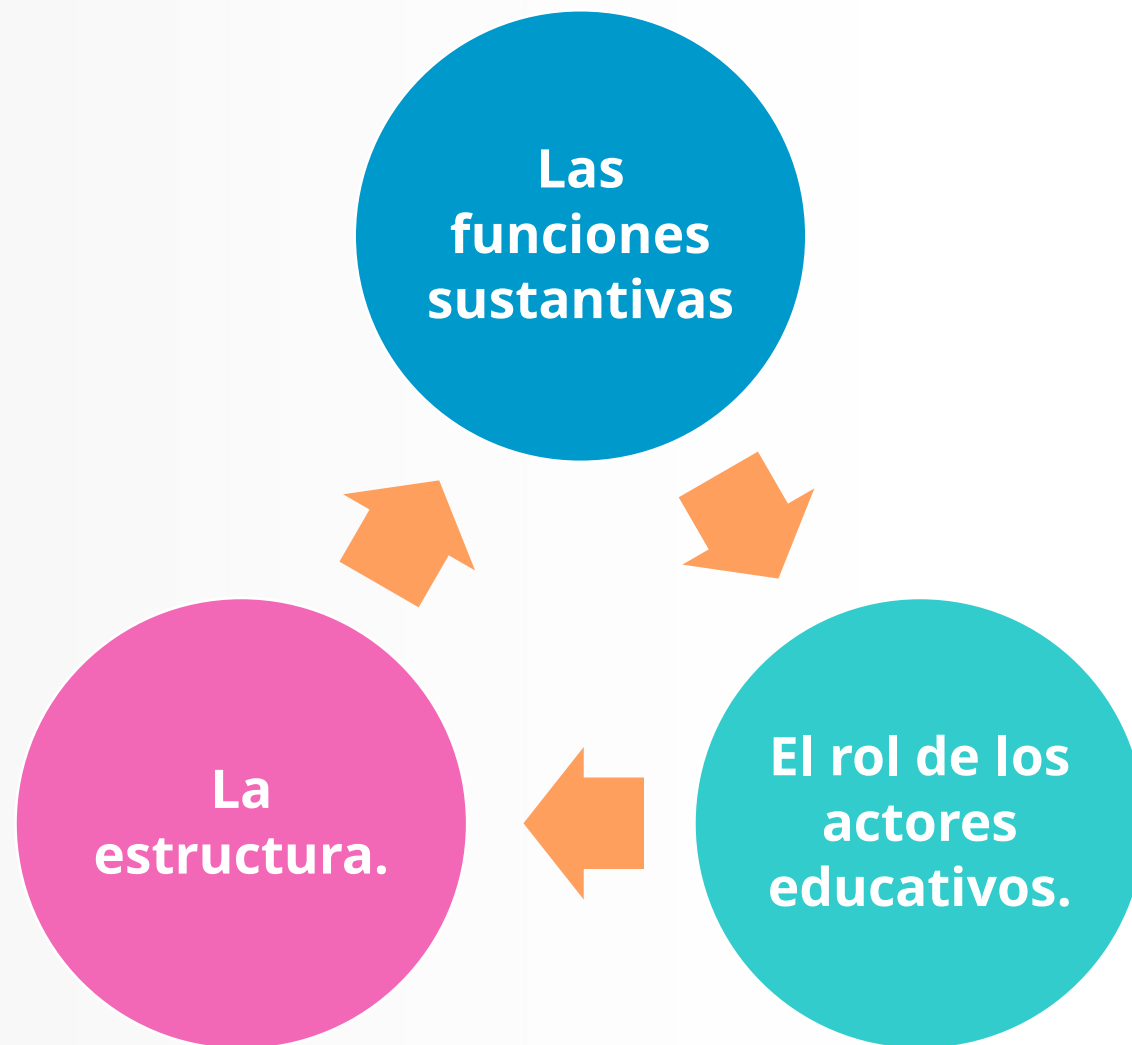 Las
funciones
sustantivas
El rol de los
actores
educativos.
La
estructura.